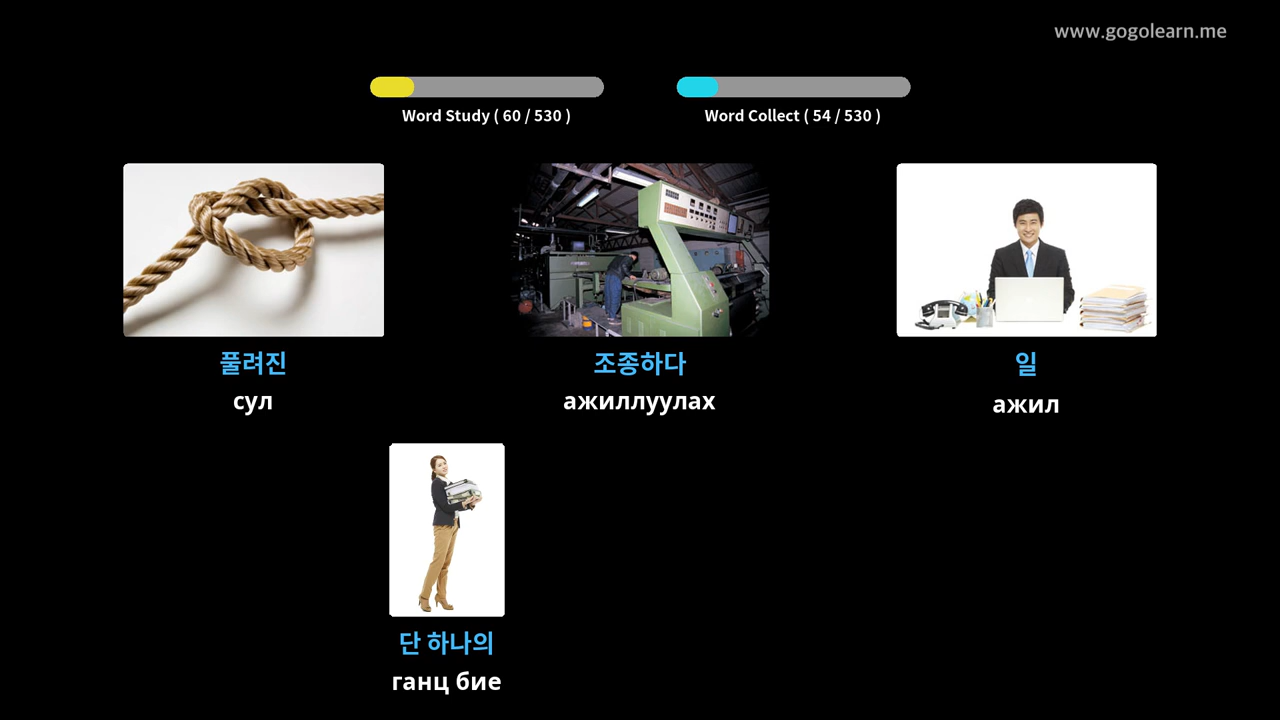 www.gogolearn.me
Word Study ( 60 / 530 )
Word Collect ( 54 / 530 )
풀려진
сул
조종하다
ажиллуулах
일
ажил
단 하나의
ганц бие